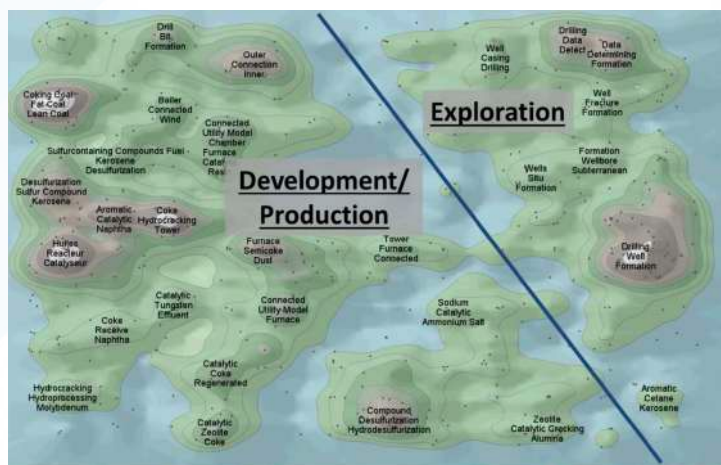 Drill
Bit
Formation
Outer
Connection
Inner
Well
Casing
Drilling
Drilling
Data
Detect
Data
Determining
Formation
Coking Coal
Fat Coal
Lean Coal
Boiler
Connected
Wind
Exploration
Well
Fracture
Formation
Connected
Utility Model
Chamber
Furnace
Sulfurcontaining Compounds Fuel
Kerosene
Desulfurization
Formation
Wellbore
Subterranean
Wells
Situ
Formation
Desulfurization
Sulfur Compound
Kerosene
Development/
Production
Aromatic
Catalytic
Naphtha
Coke
Hydrocracking
Tower
Huiles
Reacteur
Catalyseur
Furnace
Semicoke
Dust
Tower
Furnace
Connected
Drilling
Well
Formation
Catalytic
Tungsten
Effluent
Connected
Utility Model
Furnace
Coke
Receive
Naphtha
Sodium
Catalytic
Ammonium Salt
Catalytic
Coke
Regenerated
Hydrocracking
Hydroprocessing
Molybdenum
Aromatic
Cetane
Kerosene
Catalytic
Zeolite
Coke
Compound
Desulfurization
Hydrodesulfurization
Zeolite
Catalytic Cracking
Alumina